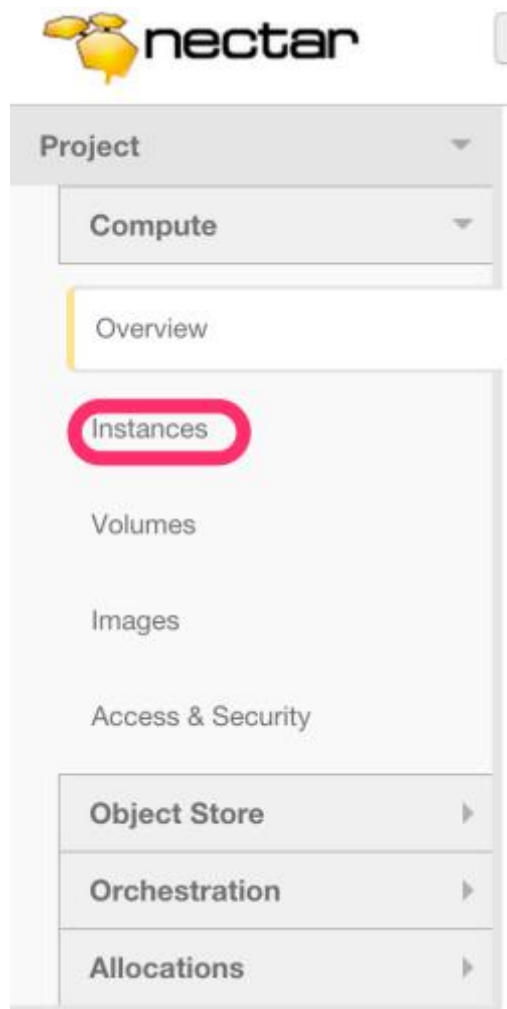 nectar
Project
Compute
Overview
Instances
Volumes
Images
Access & Security
Object Store
Orchestration
Allocations